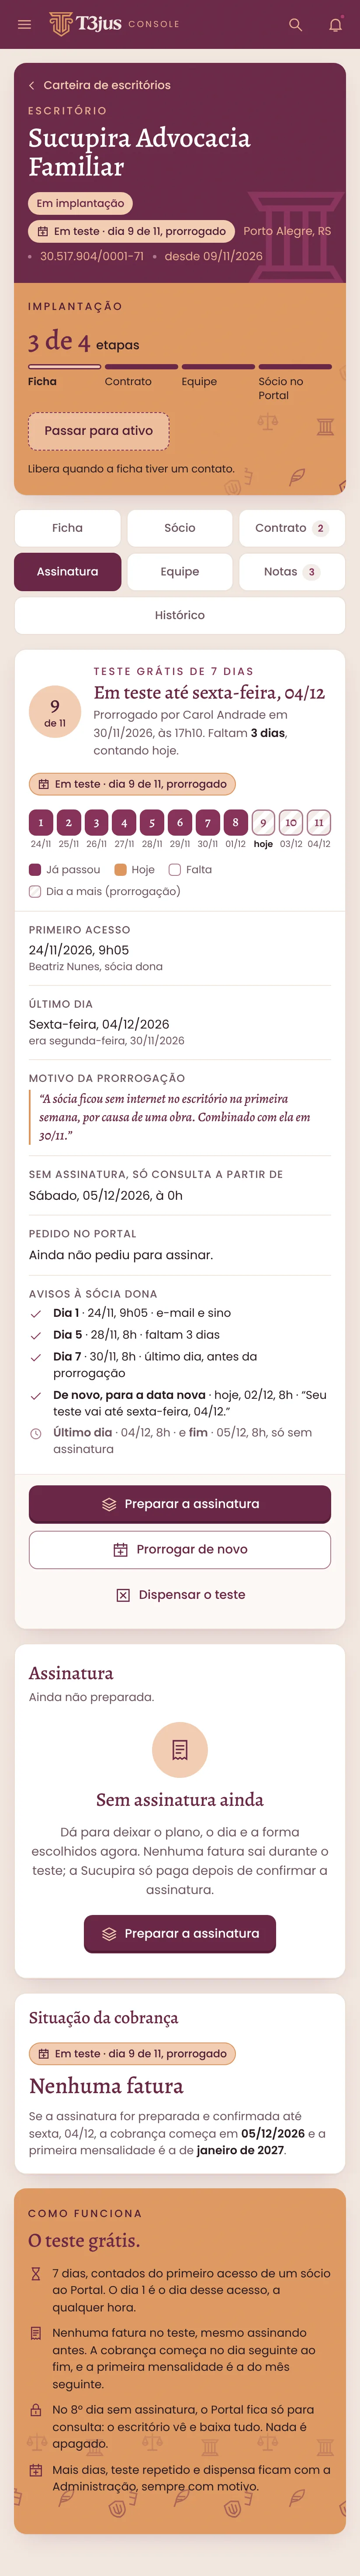 T3jus CONSOLE
Carteira de escritórios
ESCRITÓRIO
Sucupira Advocacia
Familiar
Em implantação
Em teste · dia 9 de 11, prorrogado
Porto Alegre, RS
• 30.517.904/0001-71 • desde 09/11/2026
IMPLANTAÇÃO
3 de 4 etapas
Ficha
Contrato
Equipe
Sócio no
Portal
Passar para ativo
Libera quando a ficha tiver um contato.
Ficha
Sócio
Contrato 2
Assinatura
Equipe
Notas 3
Histórico
9
de 11
TESTE GRÁTIS DE 7 DIAS
Em teste até sexta-feira, 04/12
Prorrogado por Carol Andrade em
30/11/2026, às 17h10. Faltam 3 dias,
contando hoje.
Em teste · dia 9 de 11, prorrogado
1 2 3 4 5 6 7 8 9 10 11
24/11 25/11 26/11 27/11 28/11 29/11 30/11 01/12 hoje 03/12 04/12
Já passou
Hoje
Falta
Dia a mais (prorrogação)
PRIMEIRO ACESSO
24/11/2026, 9h05
Beatriz Nunes, sócia dona
ÚLTIMO DIA
Sexta-feira, 04/12/2026
era segunda-feira, 30/11/2026
MOTIVO DA PRORROGAÇÃO
“A sócia ficou sem internet no escritório na primeira
semana, por causa de uma obra. Combinado com ela em
30/11.”
SEM ASSINATURA, SÓ CONSULTA A PARTIR DE
Sábado, 05/12/2026, à 0h
PEDIDO NO PORTAL
Ainda não pediu para assinar.
AVISOS À SÓCIA DONA
Dia 1 · 24/11, 9h05 · e-mail e sino
Dia 5 · 28/11, 8h · faltam 3 dias
Dia 7 · 30/11, 8h · último dia, antes da
prorrogação
De novo, para a data nova · hoje, 02/12, 8h · “Seu
teste vai até sexta-feira, 04/12.”
Último dia · 04/12, 8h · e fim · 05/12, 8h, só sem
assinatura
Preparar a assinatura
Prorrogar de novo
Dispensar o teste
Assinatura
Ainda não preparada.
Sem assinatura ainda
Dá para deixar o plano, o dia e a forma
escolhidos agora. Nenhuma fatura sai durante o
teste; a Sucupira só paga depois de confirmar a
assinatura.
Preparar a assinatura
Situação da cobrança
Em teste · dia 9 de 11, prorrogado
Nenhuma fatura
Se a assinatura for preparada e confirmada até
sexta, 04/12, a cobrança começa em 05/12/2026 e a
primeira mensalidade é a de janeiro de 2027.
COMO FUNCIONA
O teste grátis.
7 dias, contados do primeiro acesso de um sócio
ao Portal. O dia 1 é o dia desse acesso, a
qualquer hora.
Nenhuma fatura no teste, mesmo assinando
antes. A cobrança começa no dia seguinte ao
fim, e a primeira mensalidade é a do mês
seguinte.
No 8º dia sem assinatura, o Portal fica só para
consulta: o escritório vê e baixa tudo. Nada é
apagado.
Mais dias, teste repetido e dispensa ficam com a
Administração, sempre com motivo.